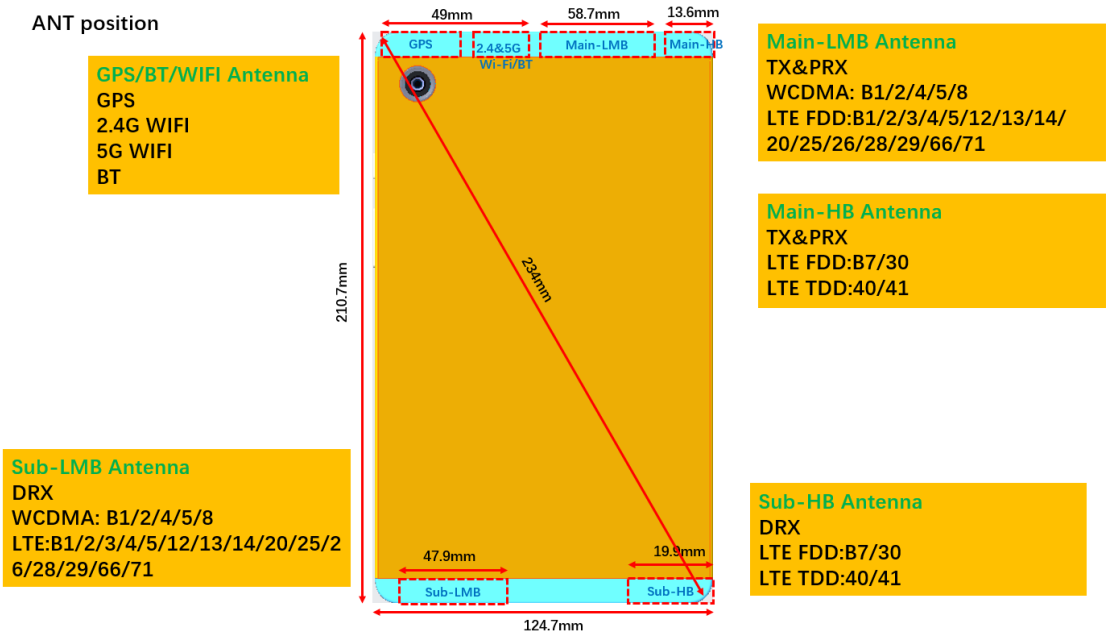 ANT position
49mm
58.7mm
13.6mm
GPS
2.4&5G
Wi-Fi/BT
Main-LMB
Main-HB
GPS/BT/WIFI Antenna
GPS
2.4G WIFI
5G WIFI
BT
Main-LMB Antenna
TX&PRX
WCDMA: B1/2/4/5/8
LTE FDD:B1/2/3/4/5/12/13/14/
20/25/26/28/29/66/71
Main-HB Antenna
TX&PRX
LTE FDD:B7/30
LTE TDD:40/41
210.7mm
234mm
Sub-LMB Antenna
DRX
WCDMA: B1/2/4/5/8
LTE:B1/2/3/4/5/12/13/14/20/25/2
6/28/29/66/71
47.9mm
19.9mm
Sub-LMB
Sub-HB
124.7mm
Sub-HB Antenna
DRX
LTE FDD:B7/30
LTE TDD:40/41